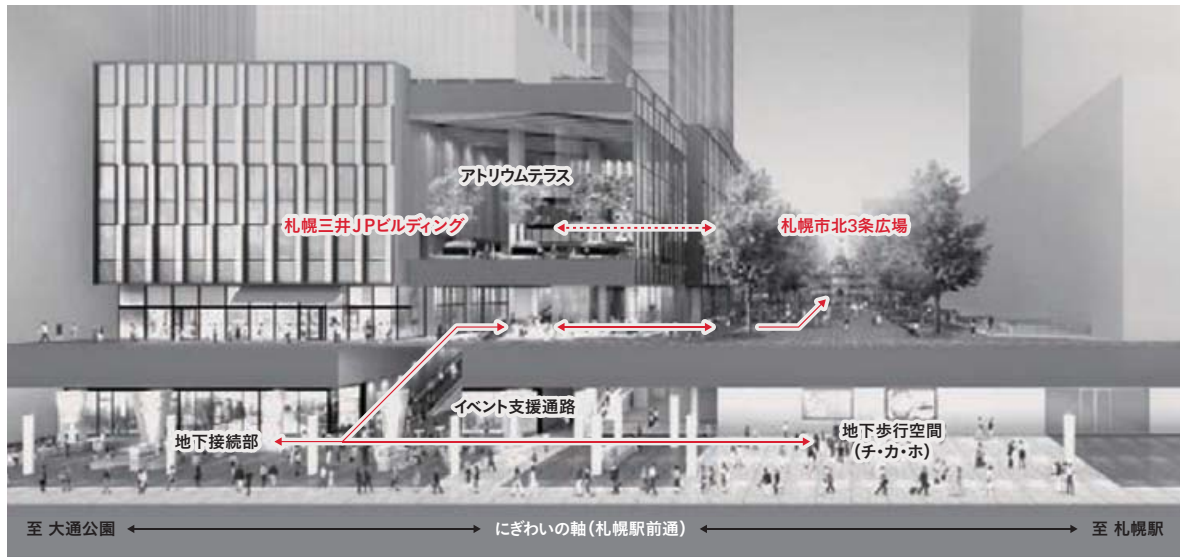 アトリウムテラス
札幌三井JPビルディング
札幌市北3条広場
イベント支援通路
地下接続部
地下歩行空間
(チ・カ・ホ)
至 大通公園
にぎわいの軸(札幌駅前通)
至 札幌駅